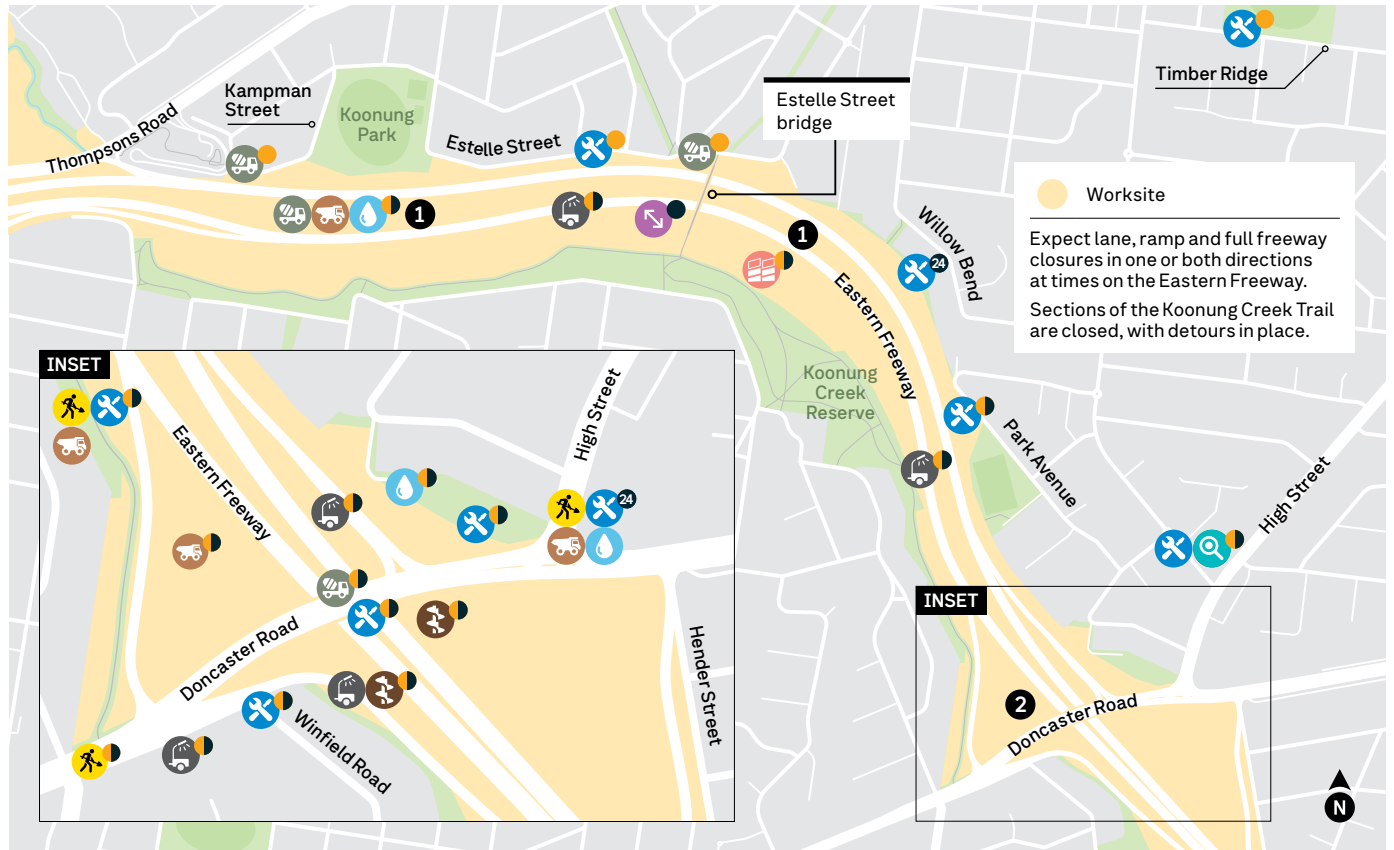 Timber Ridge
Kampman
Street
Thompsons Road
Koonung
Park
Estelle Street
Estelle Street
bridge
Worksite
Expect lane, ramp and full freeway
closures in one or both directions
at times on the Eastern Freeway.
Sections of the Koonung Creek Trail
are closed, with detours in place.
1
1
Willow Bend
24
Eastern Freeway
Koonung
Creek
Reserve
Park Avenue
High Street
INSET
2
Doncaster Road
N
INSET
Eastern Freeway
High Street
24
Doncaster Road
Hender Street
Winfield Road